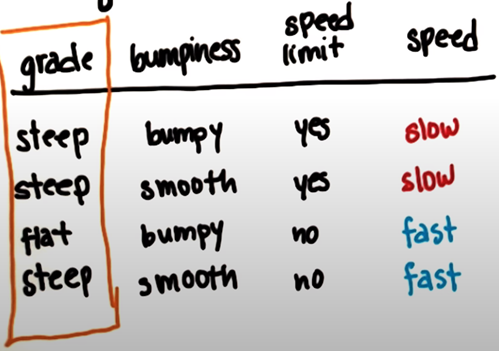 grade bumpiness speed limit speed
steep bumpy yes slow
steep smooth yes slow
flat bumpy no fast
steep smooth no fast